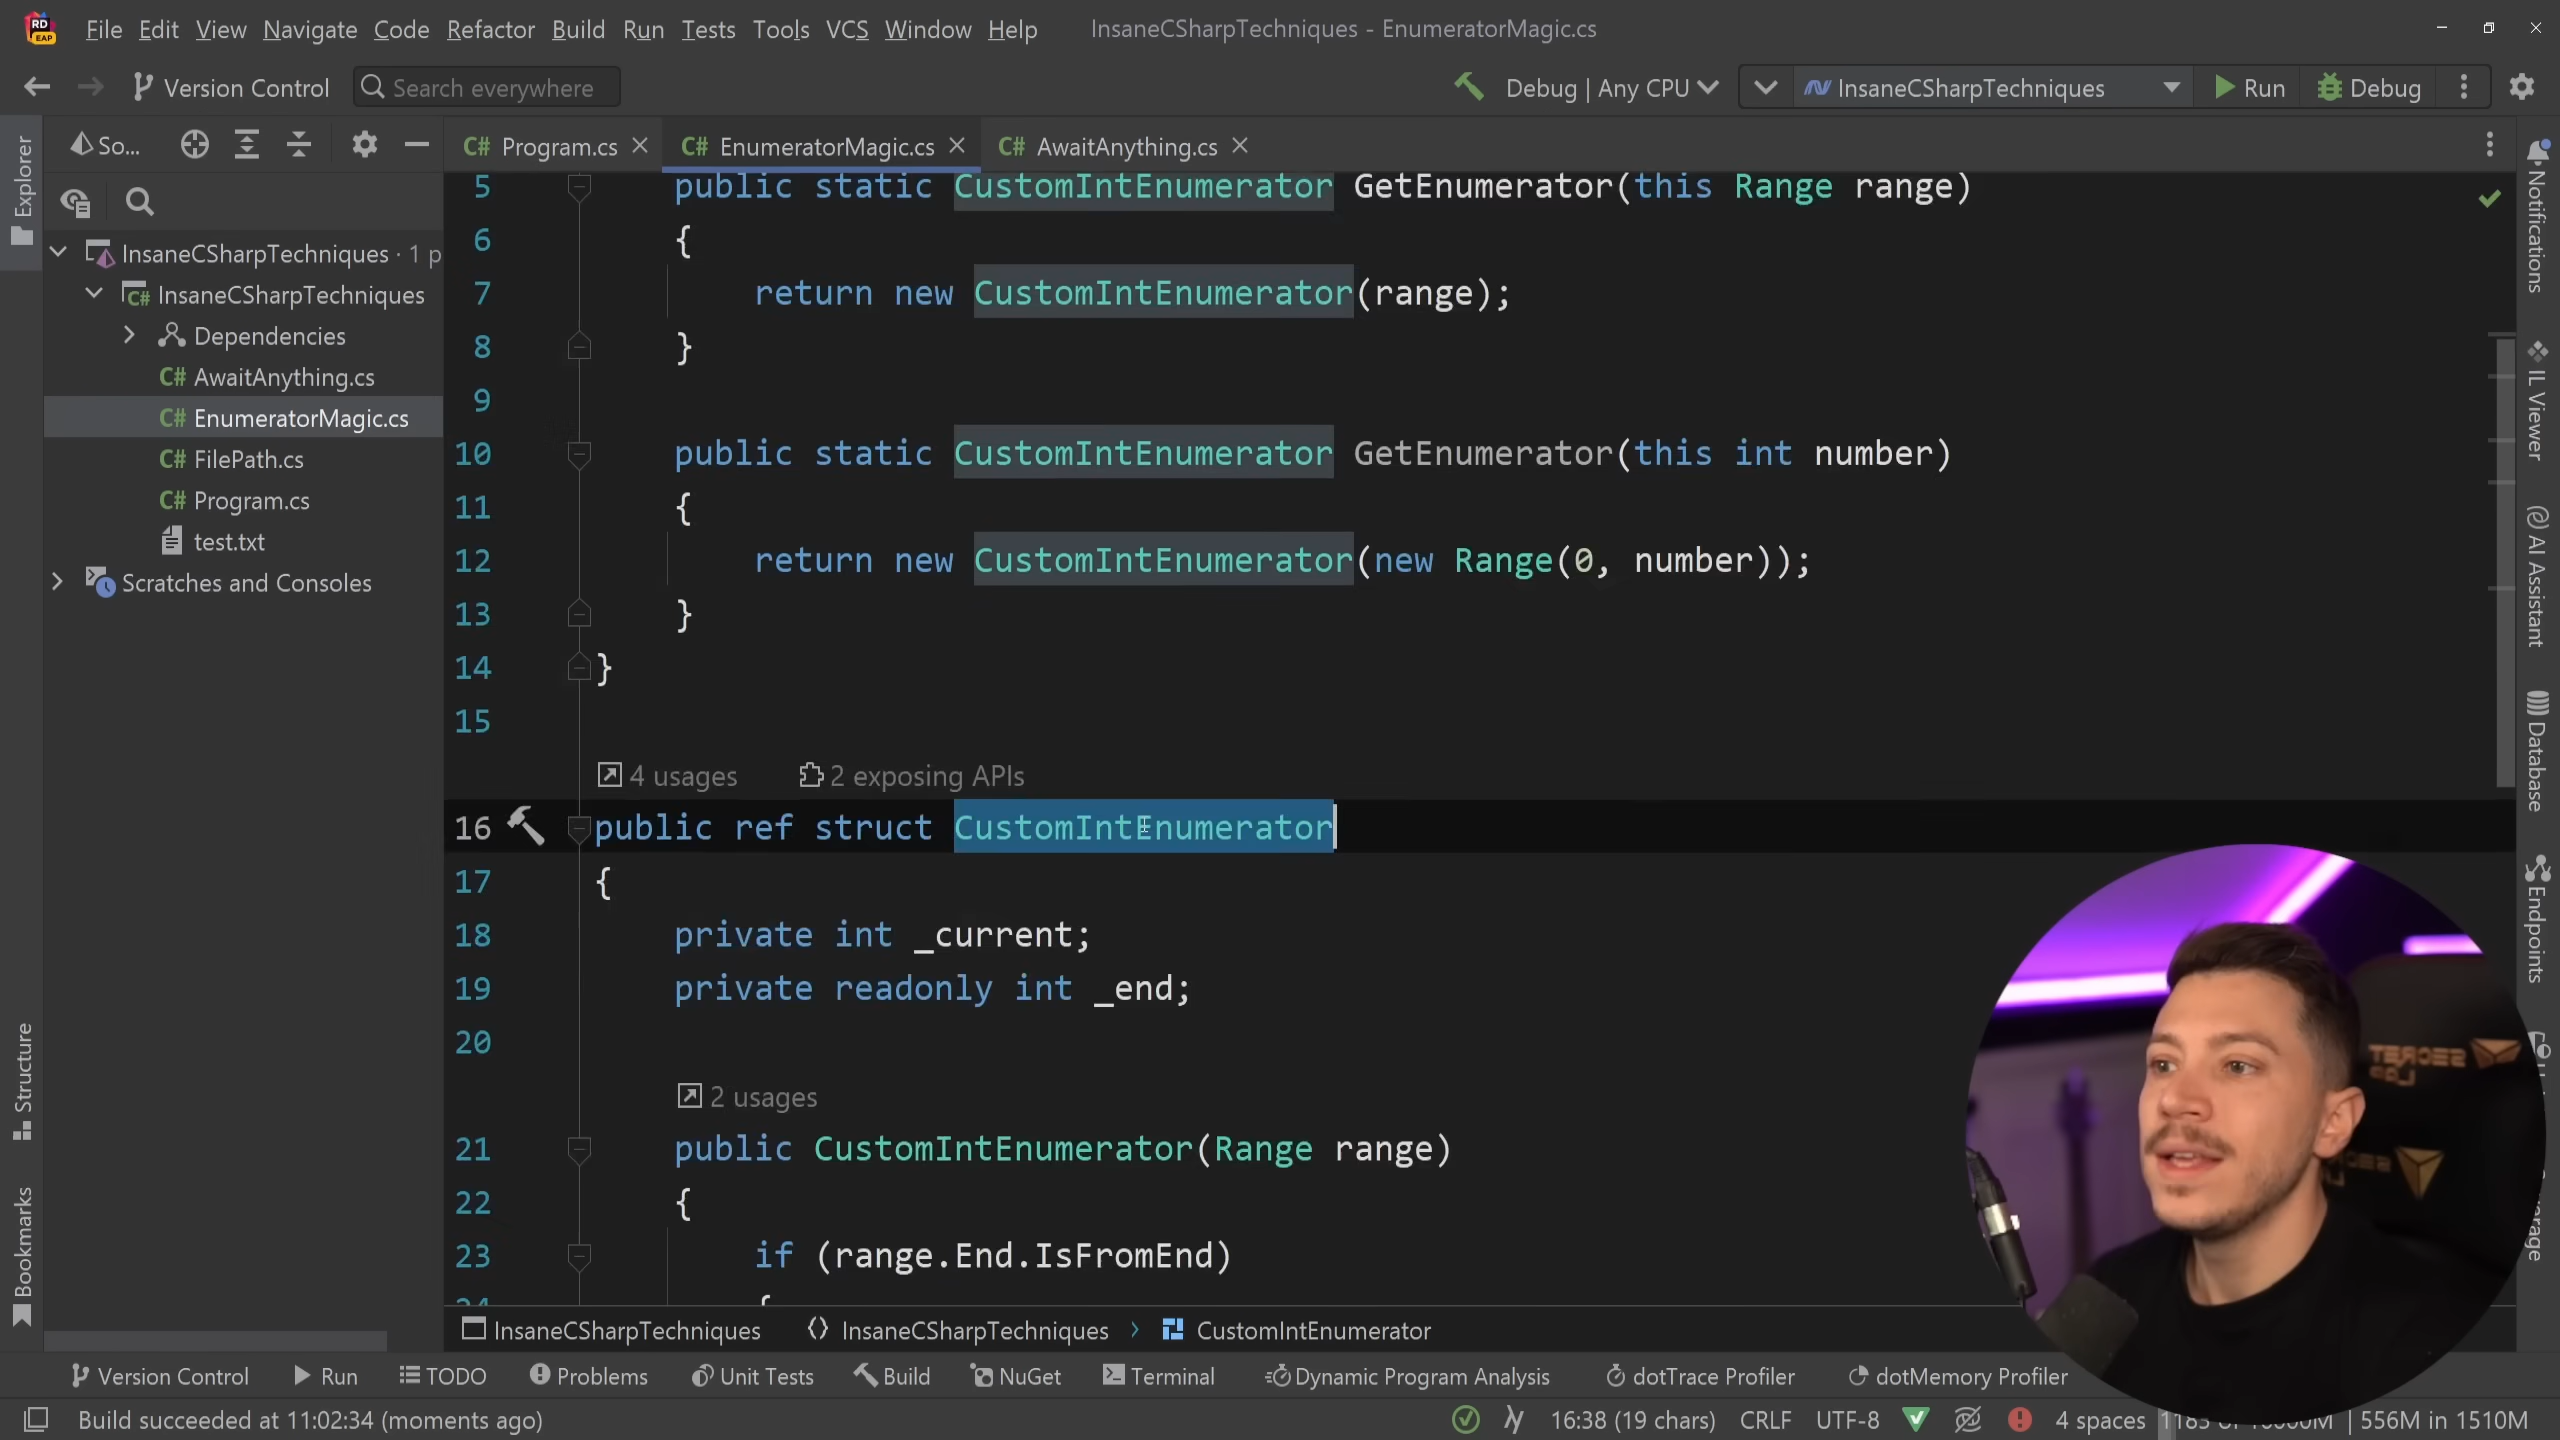 RD
EAP
File Edit View Navigate Code Refactor Build Run Tests Tools VCS Window Help InsaneCSharpTechniques - EnumeratorMagic.cs
Version Control Search everywhere Debug | Any CPU InsaneCSharpTechniques Run Debug
So... C# Program.cs C# EnumeratorMagic.cs C# AwaitAnything.cs
Explorer
Structure
Bookmarks
InsaneCSharpTechniques · 1 p
C# InsaneCSharpTechniques
Dependencies
C# AwaitAnything.cs
C# EnumeratorMagic.cs
C# FilePath.cs
C# Program.cs
test.txt
Scratches and Consoles
5 public static CustomIntEnumerator GetEnumerator(this Range range)
6 {
7 return new CustomIntEnumerator(range);
8 }
9
10 public static CustomIntEnumerator GetEnumerator(this int number)
11 {
12 return new CustomIntEnumerator(new Range(0, number));
13 }
14 }
15
4 usages 2 exposing APIs
16 public ref struct CustomIntEnumerator
17 {
18 private int _current;
19 private readonly int _end;
20
2 usages
21 public CustomIntEnumerator(Range range)
22 {
23 if (range.End.IsFromEnd)
24 {
Notifications
IL Viewer
AI Assistant
Database
Endpoints
SECRET
LAB
InsaneCSharpTechniques InsaneCSharpTechniques CustomIntEnumerator
Version Control Run TODO Problems Unit Tests Build NuGet Terminal Dynamic Program Analysis dotTrace Profiler dotMemory Profiler
Build succeeded at 11:02:34 (moments ago) 16:38 (19 chars) CRLF UTF-8 4 spaces 556M in 1510M